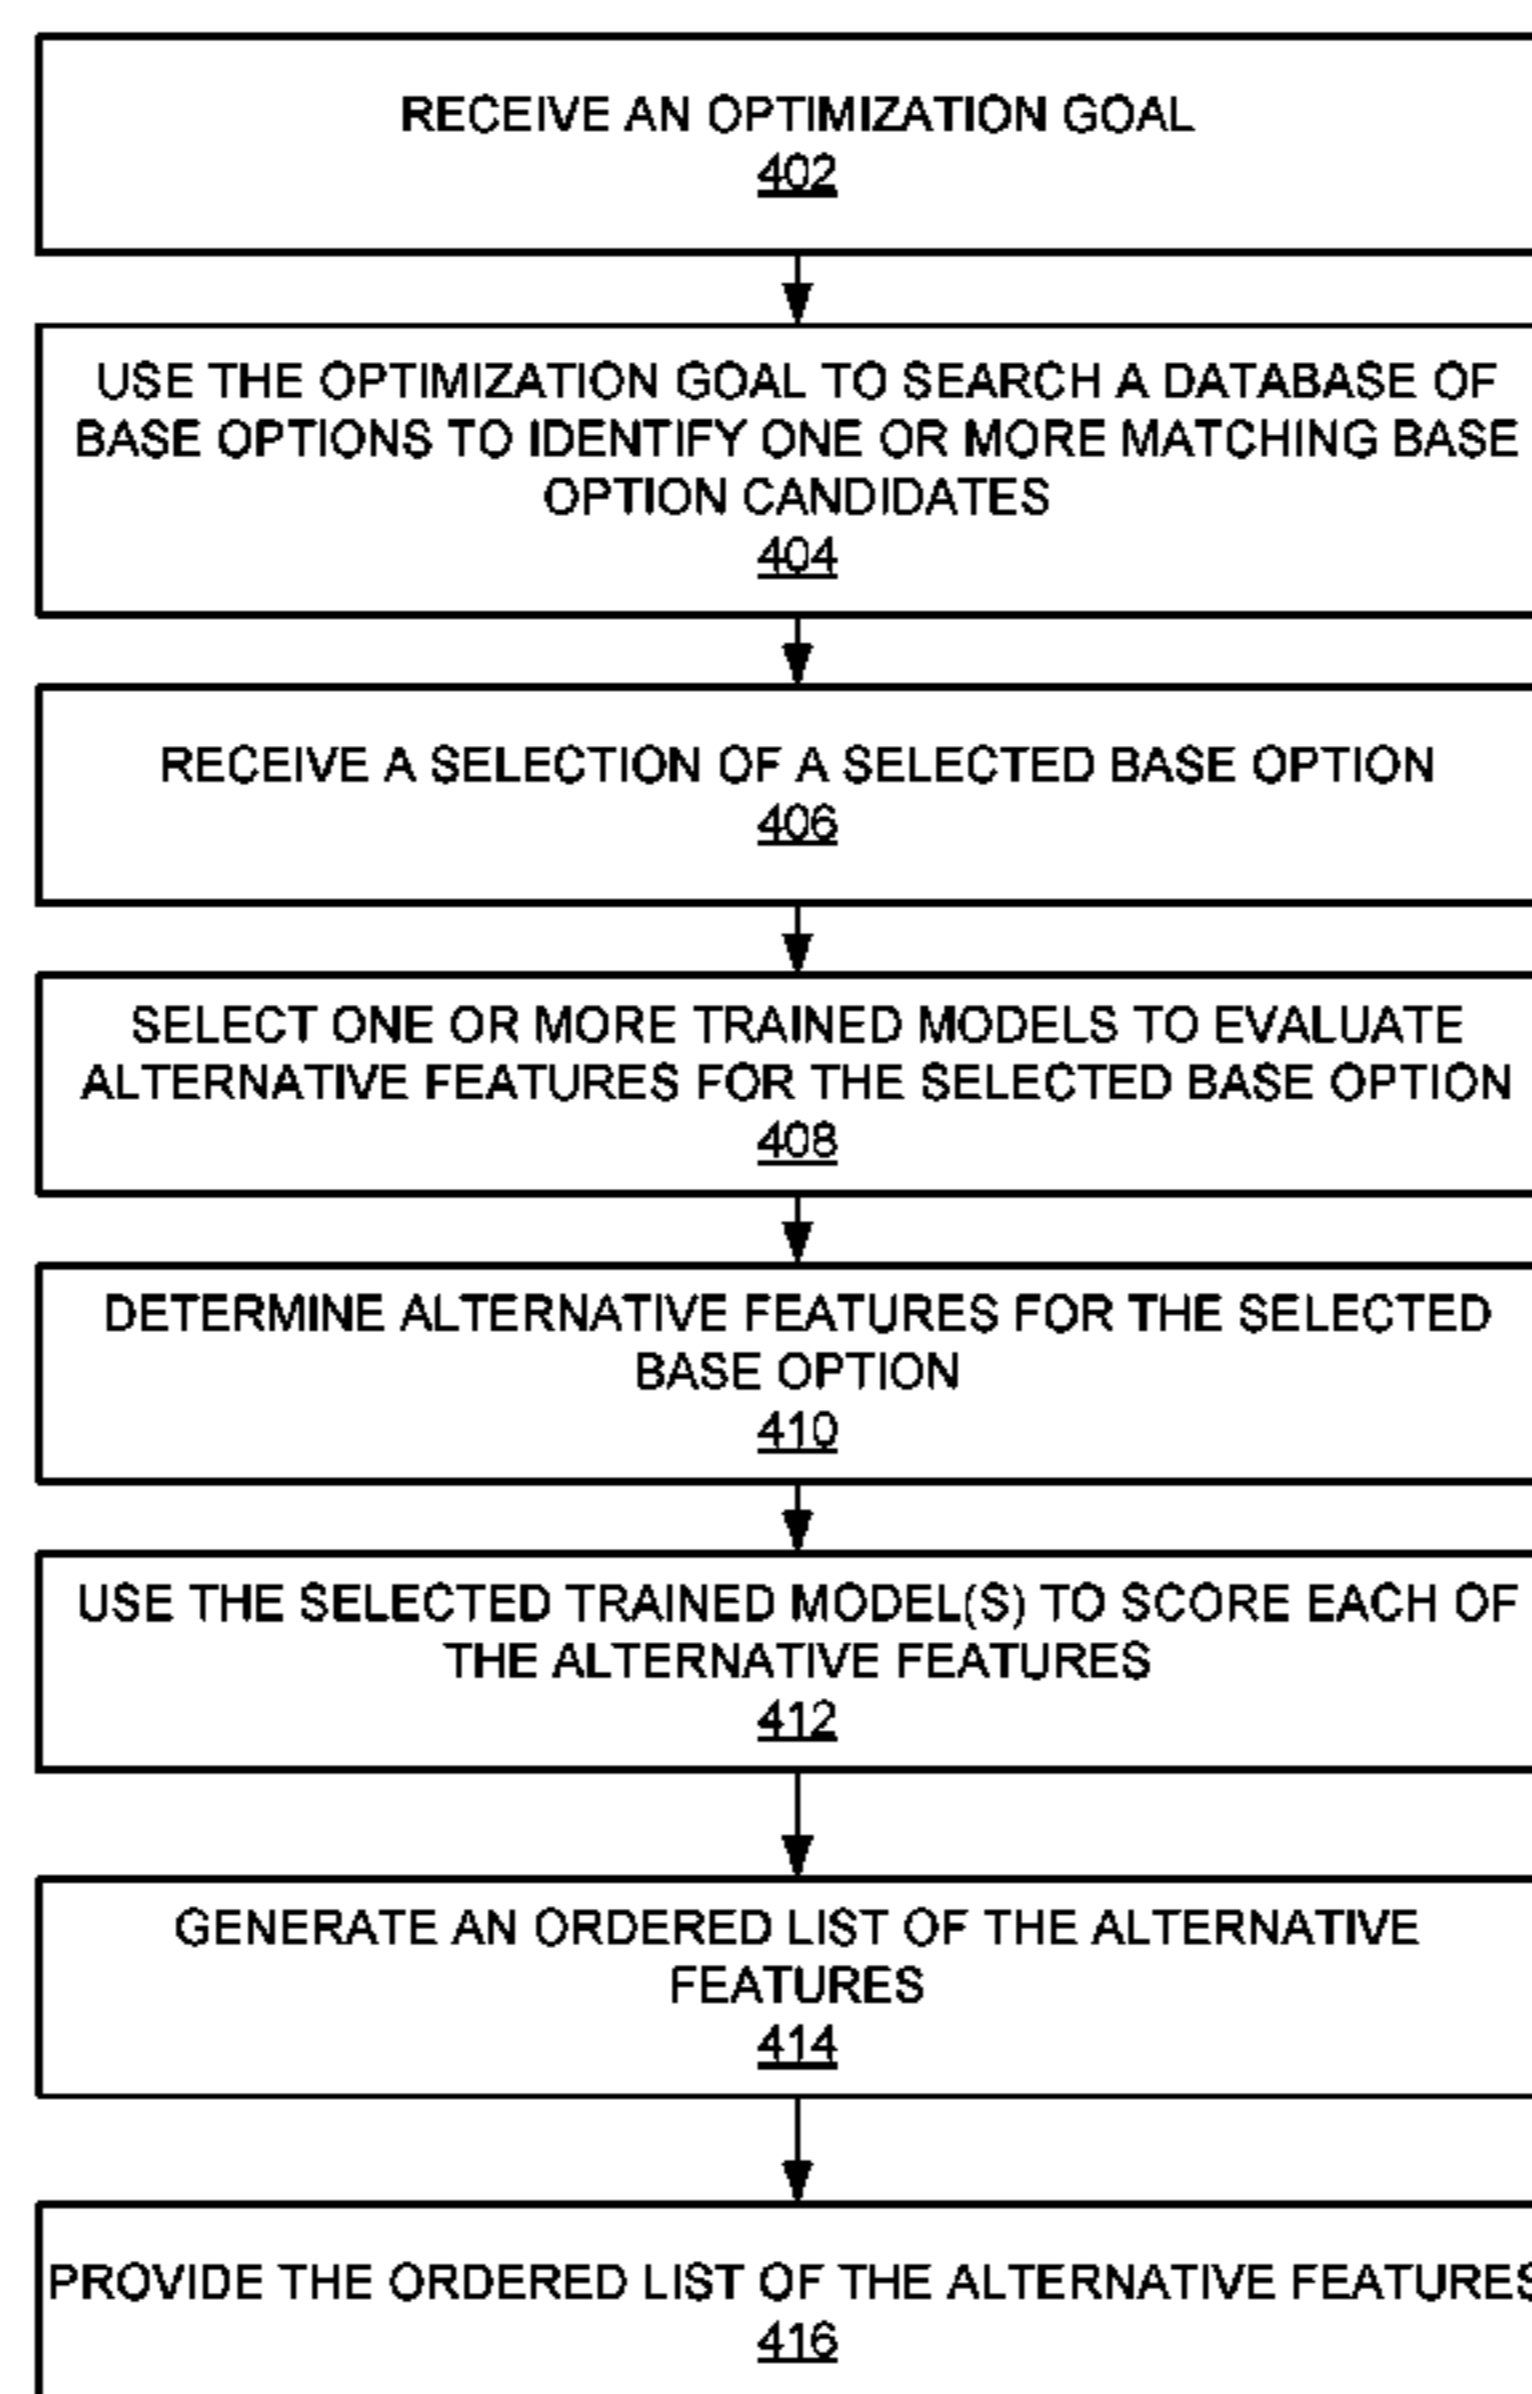 RECEIVE AN OPTIMIZATION GOAL
402
USE THE OPTIMIZATION GOAL TO SEARCH A DATABASE OF
BASE OPTIONS TO IDENTIFY ONE OR MORE MATCHING BASE
OPTION CANDIDATES
404
RECEIVE A SELECTION OF A SELECTED BASE OPTION
406
SELECT ONE OR MORE TRAINED MODELS TO EVALUATE
ALTERNATIVE FEATURES FOR THE SELECTED BASE OPTION
408
DETERMINE ALTERNATIVE FEATURES FOR THE SELECTED
BASE OPTION
410
USE THE SELECTED TRAINED MODEL(S) TO SCORE EACH OF
THE ALTERNATIVE FEATURES
412
GENERATE AN ORDERED LIST OF THE ALTERNATIVE
FEATURES
414
PROVIDE THE ORDERED LIST OF THE ALTERNATIVE FEATURES
416